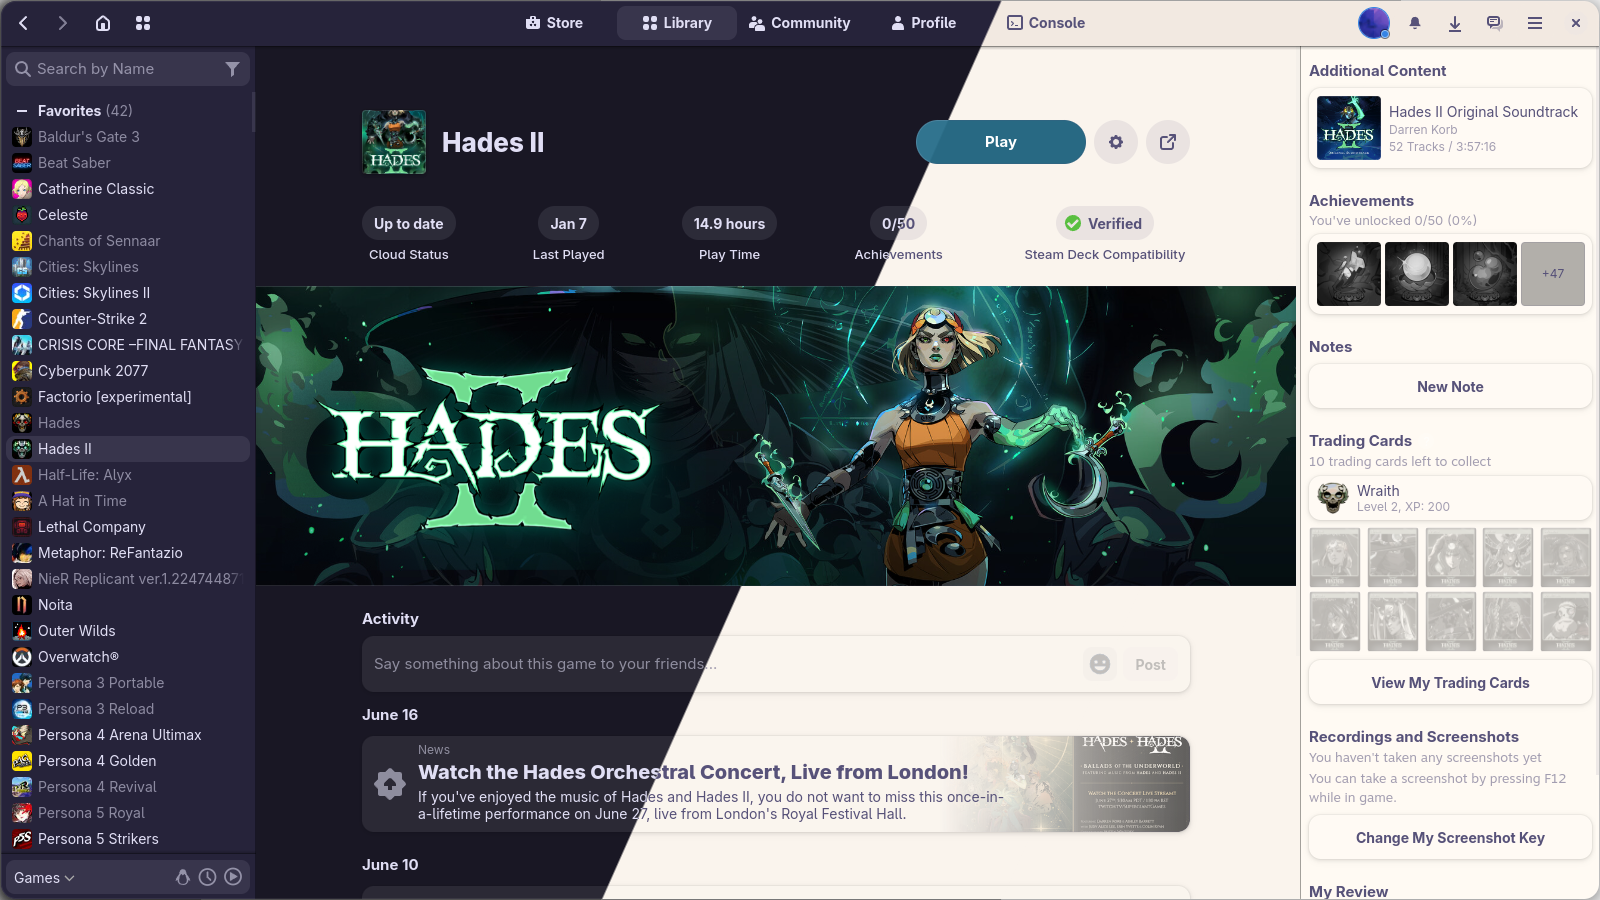 Store
Library
Community
Profile
Console
Search by Name
Favorites (42)
Baldur's Gate 3
Beat Saber
Catherine Classic
Celeste
Chants of Sennaar
Cities: Skylines
Cities: Skylines II
Counter-Strike 2
CRISIS CORE –FINAL FANTASY
Cyberpunk 2077
Factorio [experimental]
Hades
Hades II
Half-Life: Alyx
A Hat in Time
Lethal Company
Metaphor: ReFantazio
NieR Replicant ver.1.22474487
Noita
Outer Wilds
Overwatch®
Persona 3 Portable
Persona 3 Reload
Persona 4 Arena Ultimax
Persona 4 Golden
Persona 4 Revival
Persona 5 Royal
Persona 5 Strikers
Games
HADES
Hades II
Play
Up to date
Cloud Status
Jan 7
Last Played
14.9 hours
Play Time
0/50
Achievements
Verified
Steam Deck Compatibility
HADES
II
Activity
Say something about this game to your friends...
Post
June 16
News
Watch the Hades Orchestral Concert, Live from London!
If you've enjoyed the music of Hades and Hades II, you do not want to miss this once-in-
a-lifetime performance on June 27, live from London's Royal Festival Hall.
HADES · HADES
BALLADS OF THE UNDERWORLD
June 10
Additional Content
HADES
Hades II Original Soundtrack
Darren Korb
52 Tracks / 3:57:16
Achievements
You've unlocked 0/50 (0%)
+47
Notes
New Note
Trading Cards
10 trading cards left to collect
Wraith
Level 2, XP: 200
View My Trading Cards
Recordings and Screenshots
You haven't taken any screenshots yet
You can take a screenshot by pressing F12
while in game.
Change My Screenshot Key
My Review